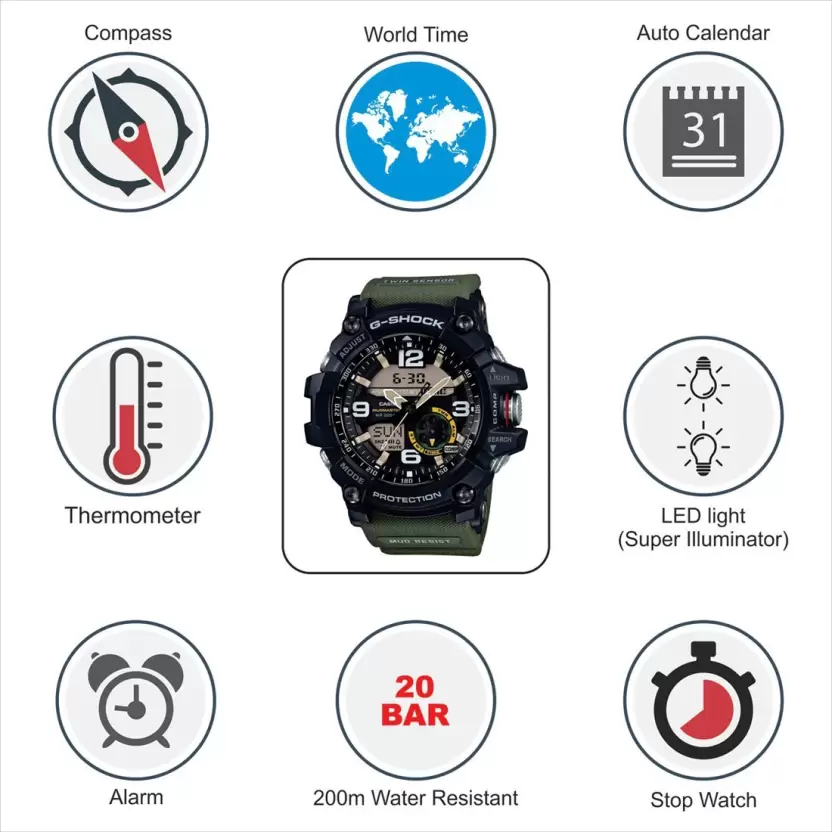 Compass
World Time
Auto Calendar
31
TWIN SENSOR
G-SHOCK
ADJUST
LIGHT
12
6-30
COMP
9
3
SUN
SEARCH
6
MODE
180
PROTECTION
MUD RESIST
Thermometer
LED light
(Super Illuminator)
20
BAR
Alarm
200m Water Resistant
Stop Watch